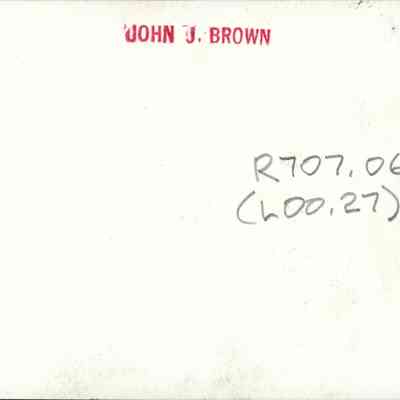 JOHN J. BROWN
R707.06
(L00.27)